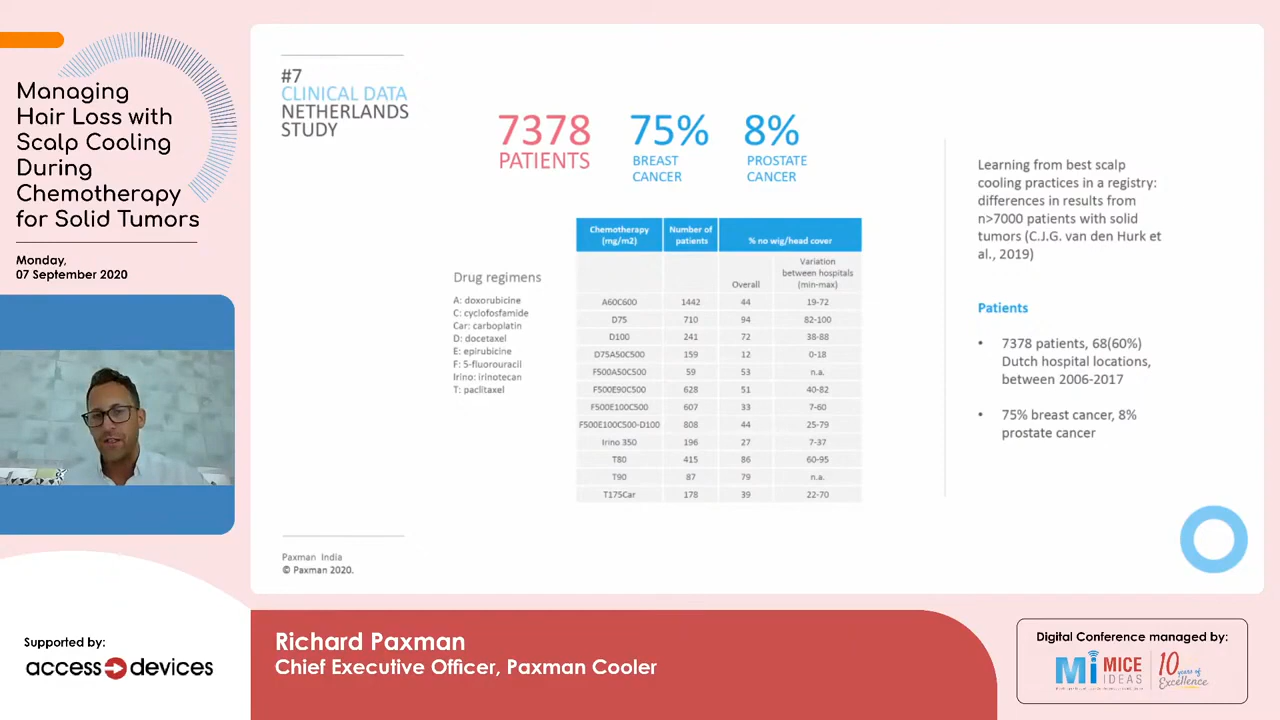 Managing
Hair Loss with
Scalp Cooling
During
Chemotherapy
for Solid Tumors
Monday,
07 September 2020
#7
CLINICAL DATA
NETHERLANDS
STUDY
7378
PATIENTS
75%
BREAST
CANCER
8%
PROSTATE
CANCER
Drug regimens
A: doxorubicine
C: cyclofosfamide
Car: carboplatin
D: docetaxel
E: epirubicine
F: 5-fluorouracil
Irino: irinotecan
T: paclitaxel
Chemotherapy (mg/m2) Number of patients % no wig/head cover
Overall Variation between hospitals (min-max)
A60C600 1442 44 19-72
D75 710 94 82-100
D100 241 72 38-88
D75A50C500 159 12 0-18
F500A50C500 59 53 n.a.
F500E90C500 628 51 40-82
F500E100C500 607 33 7-60
F500E100C500-D100 808 44 25-79
Irino 350 196 27 7-37
T80 415 86 60-95
T90 87 79 n.a.
T175Car 178 39 22-70
Learning from best scalp
cooling practices in a registry:
differences in results from
n>7000 patients with solid
tumors (C.J.G. van den Hurk et
al., 2019)
Patients
• 7378 patients, 68(60%)
Dutch hospital locations,
between 2006-2017
• 75% breast cancer, 8%
prostate cancer
Paxman India
© Paxman 2020.
Supported by:
access devices
Richard Paxman
Chief Executive Officer, Paxman Cooler
Digital Conference managed by:
Mi MICE
IDEAS
10 years of
Excellence